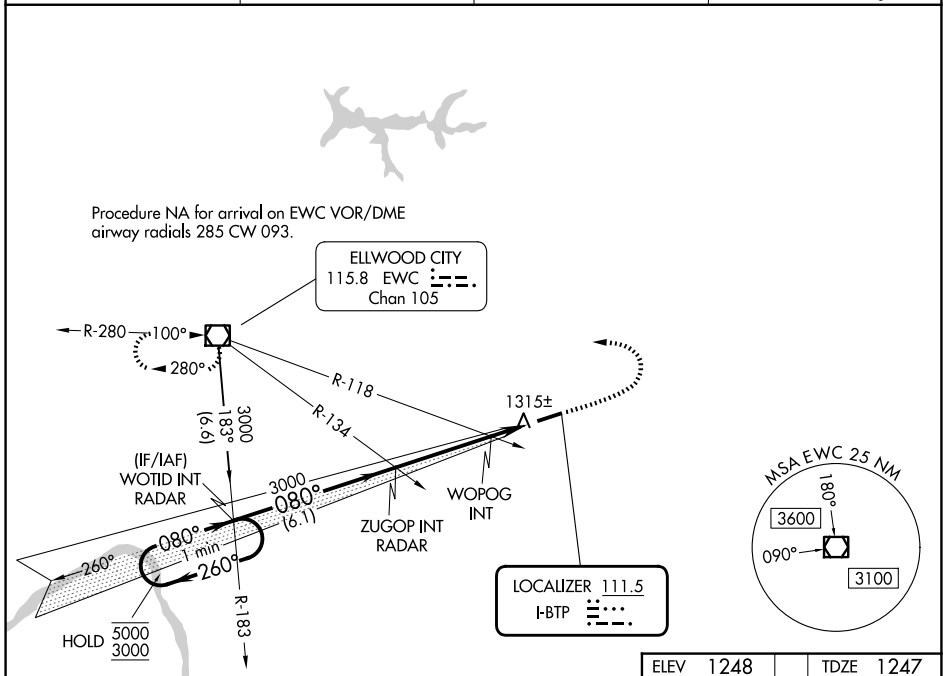 Procedure NA for arrival on EWC VOR/DME
airway radials 285 CW 093.
ELLWOOD CITY
115.8 EWC
Chan 105
R-280
100°
280°
R-118
R-134
3000
183°
(6.6)
1315±
(IF/IAF)
WOTID INT
RADAR
3000
080°
(6.1)
WOPOG
INT
ZUGOP INT
RADAR
080°
1 min
260°
260°
R-183
HOLD 5000
3000
LOCALIZER 111.5
I-BTP
MSA EWC 25 NM
180°
3600
090°
3100
ELEV 1248
TDZE 1247